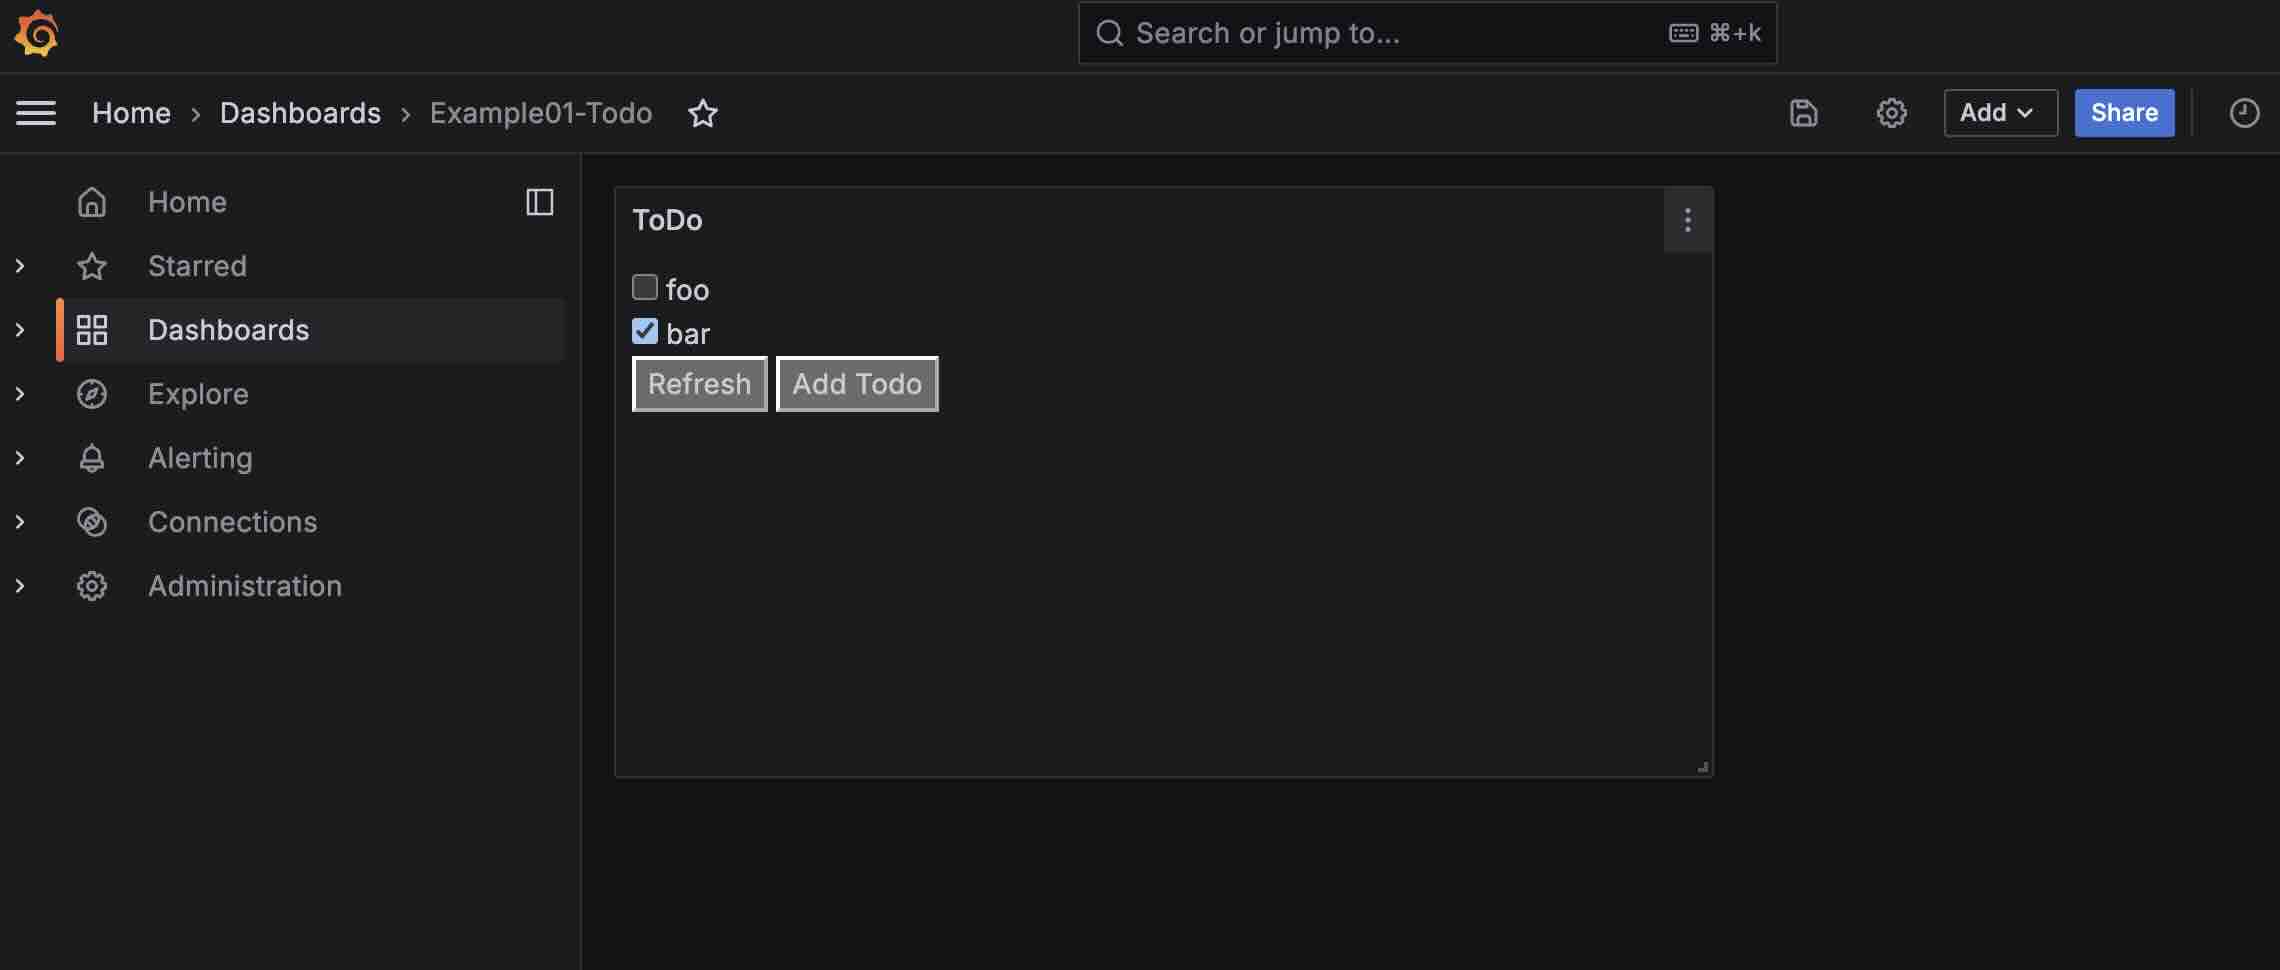 Search or jump to...
⌘+k
Home > Dashboards > Example01-Todo
Add
Share
Home
Starred
Dashboards
Explore
Alerting
Connections
Administration
ToDo
foo
bar
Refresh Add Todo